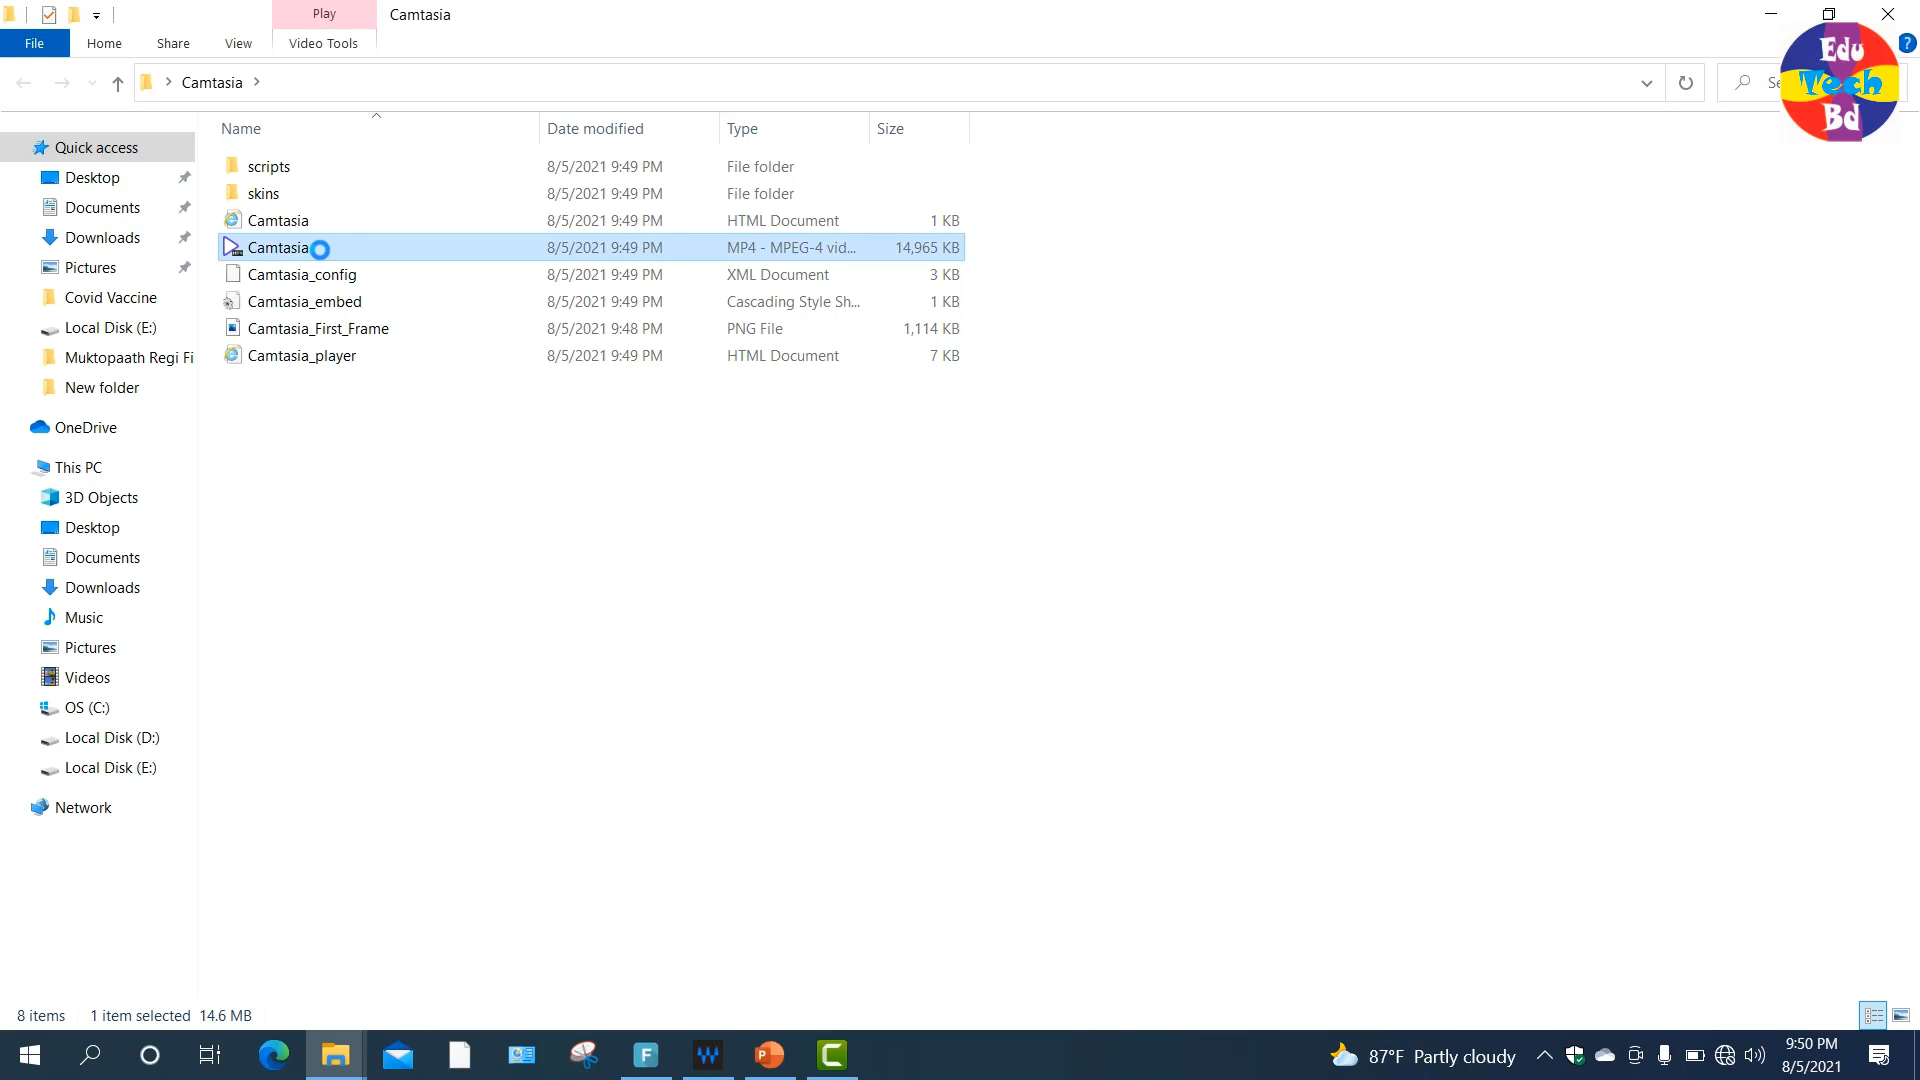 Play
Camtasia
File
Home
Share
View
Video Tools
Camtasia
Edu
Tech
Bd
Name
Date modified
Type
Size
Quick access
Desktop
Documents
Downloads
Pictures
Covid Vaccine
Local Disk (E:)
Muktopaath Regi Fi
New folder
OneDrive
This PC
3D Objects
Desktop
Documents
Downloads
Music
Pictures
Videos
OS (C:)
Local Disk (D:)
Local Disk (E:)
Network
scripts 8/5/2021 9:49 PM File folder
skins 8/5/2021 9:49 PM File folder
Camtasia 8/5/2021 9:49 PM HTML Document 1 KB
Camtasia 8/5/2021 9:49 PM MP4 - MPEG-4 vid... 14,965 KB
Camtasia_config 8/5/2021 9:49 PM XML Document 3 KB
Camtasia_embed 8/5/2021 9:49 PM Cascading Style Sh... 1 KB
Camtasia_First_Frame 8/5/2021 9:48 PM PNG File 1,114 KB
Camtasia_player 8/5/2021 9:49 PM HTML Document 7 KB
8 items 1 item selected 14.6 MB
87°F Partly cloudy
9:50 PM
8/5/2021